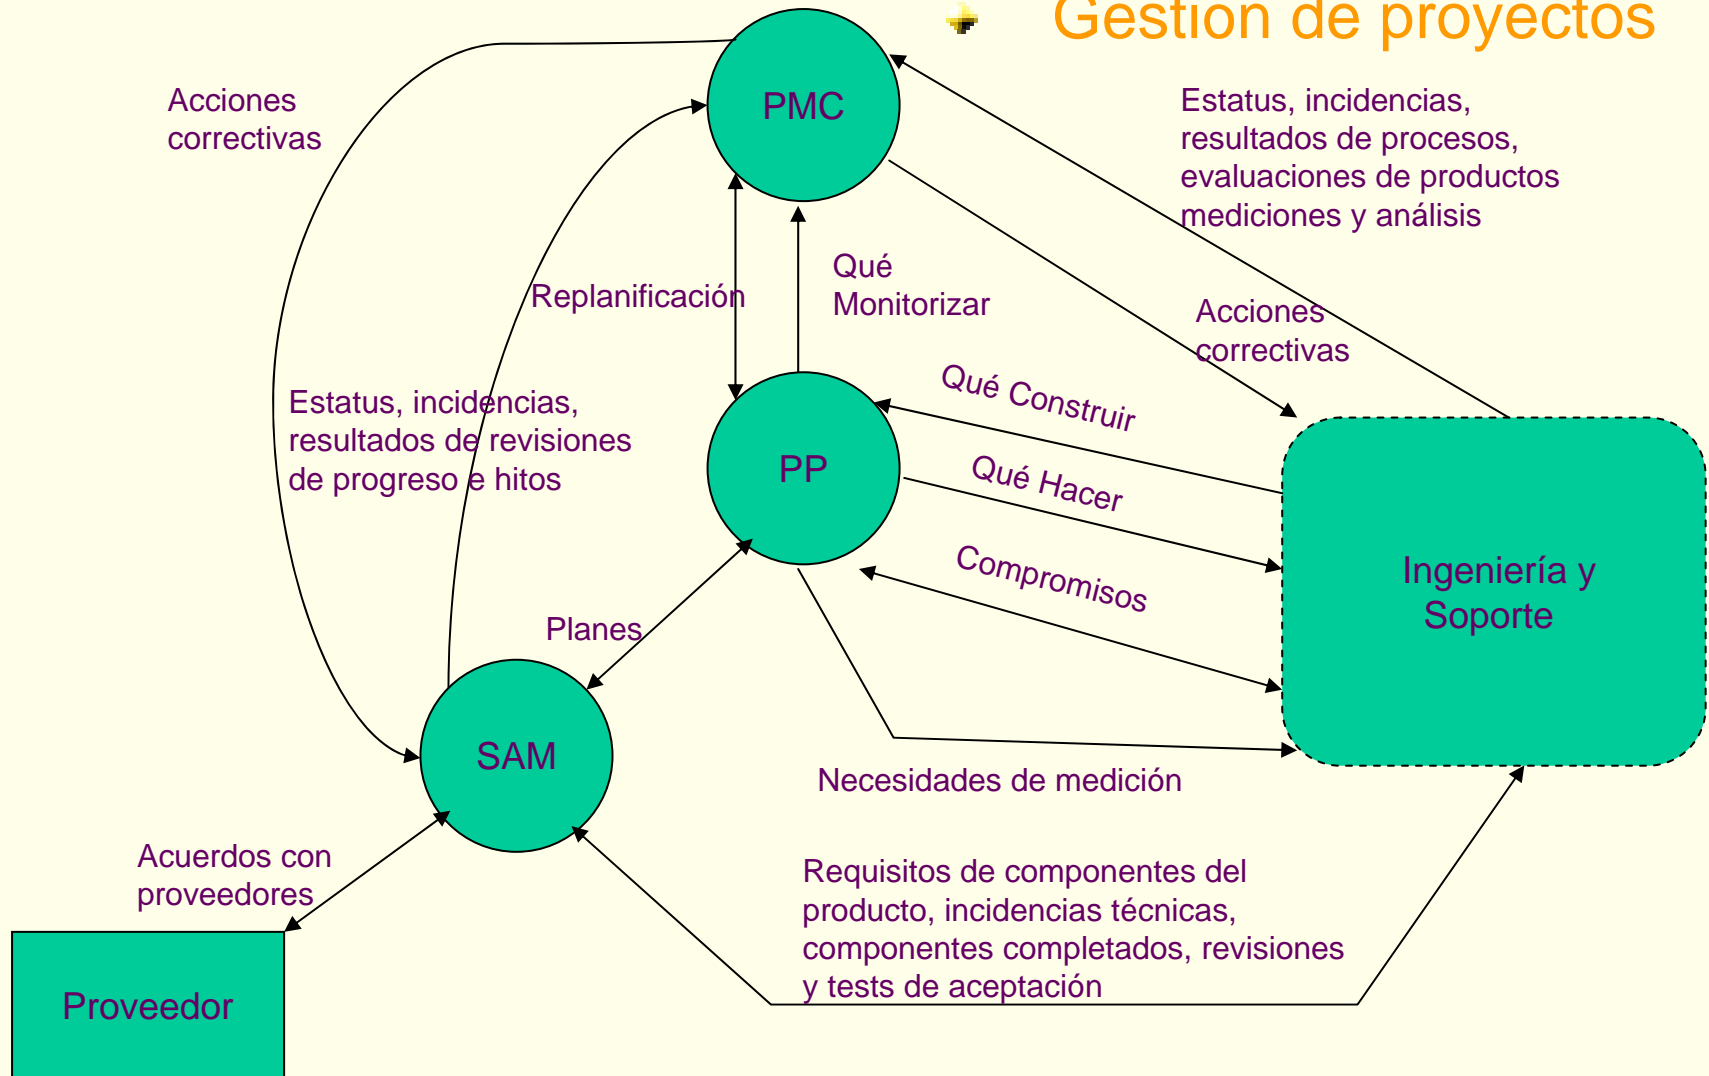 Gestión de proyectos
PMC
Acciones
correctivas
Estatus, incidencias,
resultados de procesos,
evaluaciones de productos
mediciones y análisis
Replanificación
Qué
Monitorizar
Acciones
correctivas
Estatus, incidencias,
resultados de revisiones
de progreso e hitos
Qué Construir
PP
Qué Hacer
Compromisos
Ingeniería y
Soporte
Planes
SAM
Necesidades de medición
Acuerdos con
proveedores
Requisitos de componentes del
producto, incidencias técnicas,
componentes completados, revisiones
y tests de aceptación
Proveedor